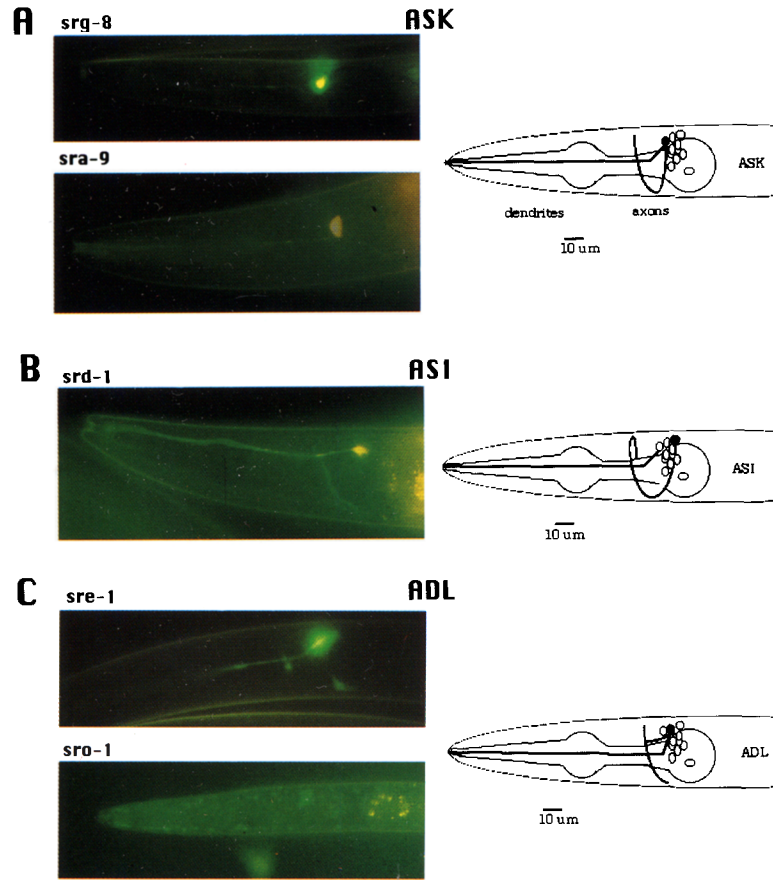 A
srg-8
ASK
sra-9
ASK
dendrites
axons
10 um
B
srd-1
ASI
ASI
10 um
C
sre-1
ADL
sro-1
ADL
10 um